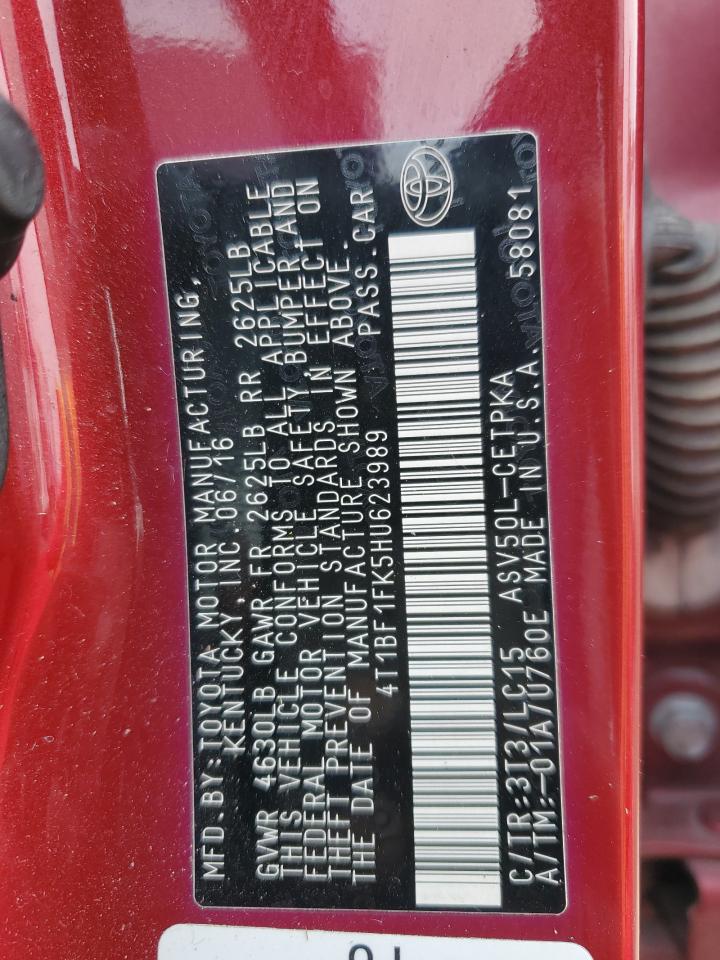 MFD.BY:TOYOTA MOTOR MANUFACTURING,
KENTUCKY, INC 06/16
GVWR 4630LB GAWR FR 2625LB RR 2625LB
THIS VEHICLE CONFORMS TO ALL APPLICABLE
FEDERAL MOTOR VEHICLE SAFETY, BUMPER, AND
THEFT PREVENTION STANDARDS IN EFFECT ON
THE DATE OF MANUFACTURE SHOWN ABOVE.
4T1BF1FK5HU623989 PASS.CAR
C/TR:3T3/LC15 ASV50L-CETPKA
A/TM:-01A/U760E MADE IN U.S.A. 58081